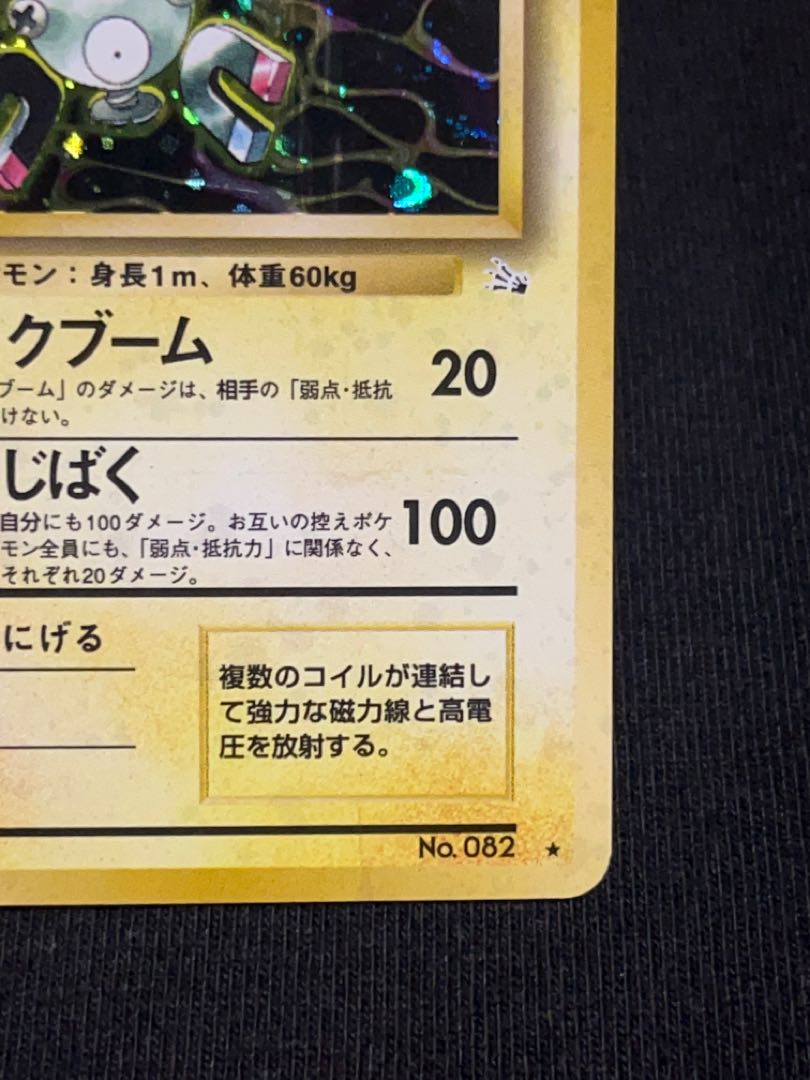 モン：身長1m、体重60kg
クブーム 20
ブーム」のダメージは、相手の「弱点・抵抗
けない。
じばく 100
自分にも100ダメージ。お互いの控えポケ
モン全員にも、「弱点・抵抗力」に関係なく、
それぞれ20ダメージ。
にげる
複数のコイルが連結し
て強力な磁力線と高電
圧を放射する。
No. 082 ★